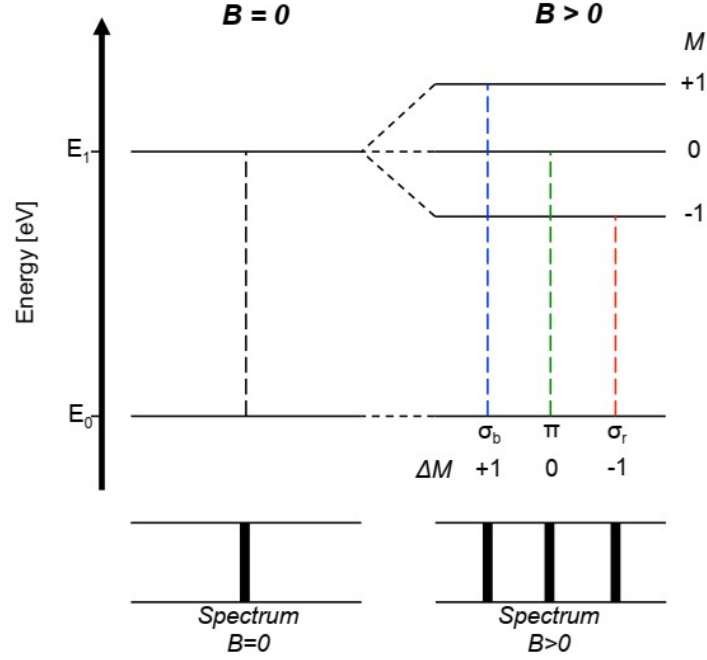 B = 0
B > 0
M
+1
E₁
0
-1
Energy [eV]
E₀
σb π σr
ΔM +1 0 -1
Spectrum
B=0
Spectrum
B>0